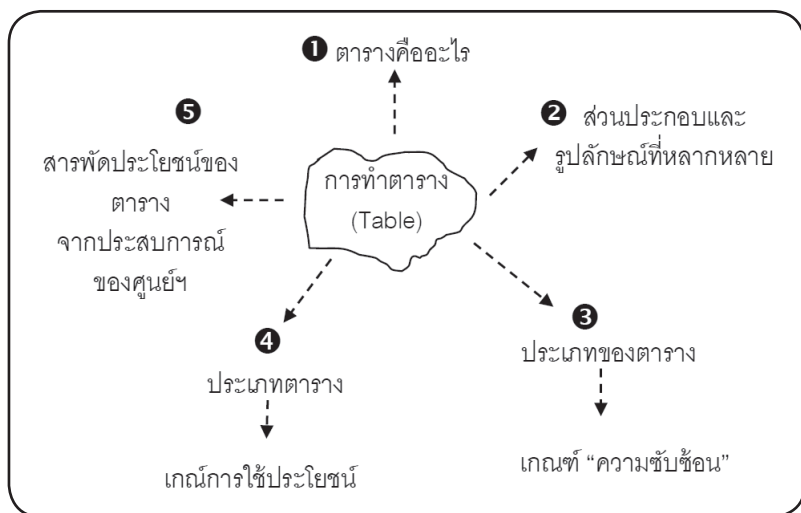 ❶ ตารางคืออะไร
❷ ส่วนประกอบและ
รูปลักษณ์ที่หลากหลาย
❺
สารพัดประโยชน์ของ
ตาราง
จากประสบการณ์
ของศูนย์ฯ
การทำตาราง
(Table)
❸
ประเภทของตาราง
เกณฑ์ “ความซับซ้อน”
❹
ประเภทตาราง
เกณ์การใช้ประโยชน์